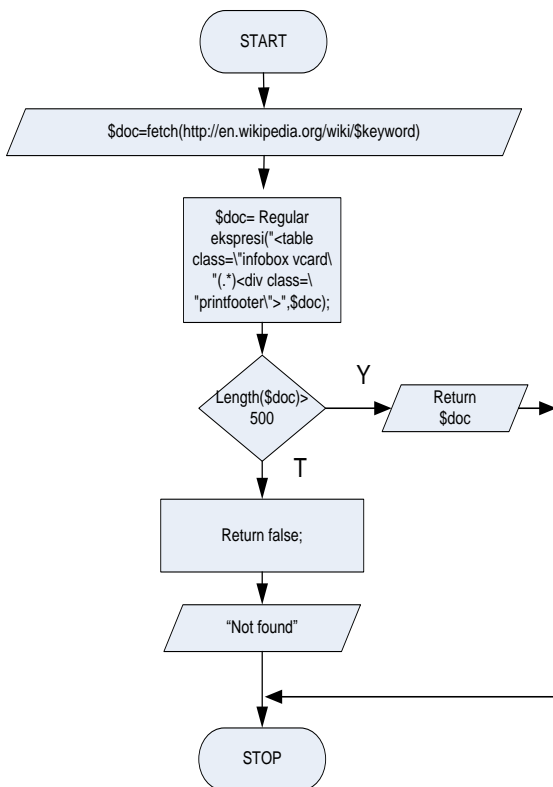 START
$doc=fetch(http://en.wikipedia.org/wiki/$keyword)
$doc= Regular
ekspresi("<table
class=\"infobox vcard\
"(.*)<div class=\
"printfooter\">",$doc);
Length($doc)>
500
Y
Return
$doc
T
Return false;
“Not found”
STOP